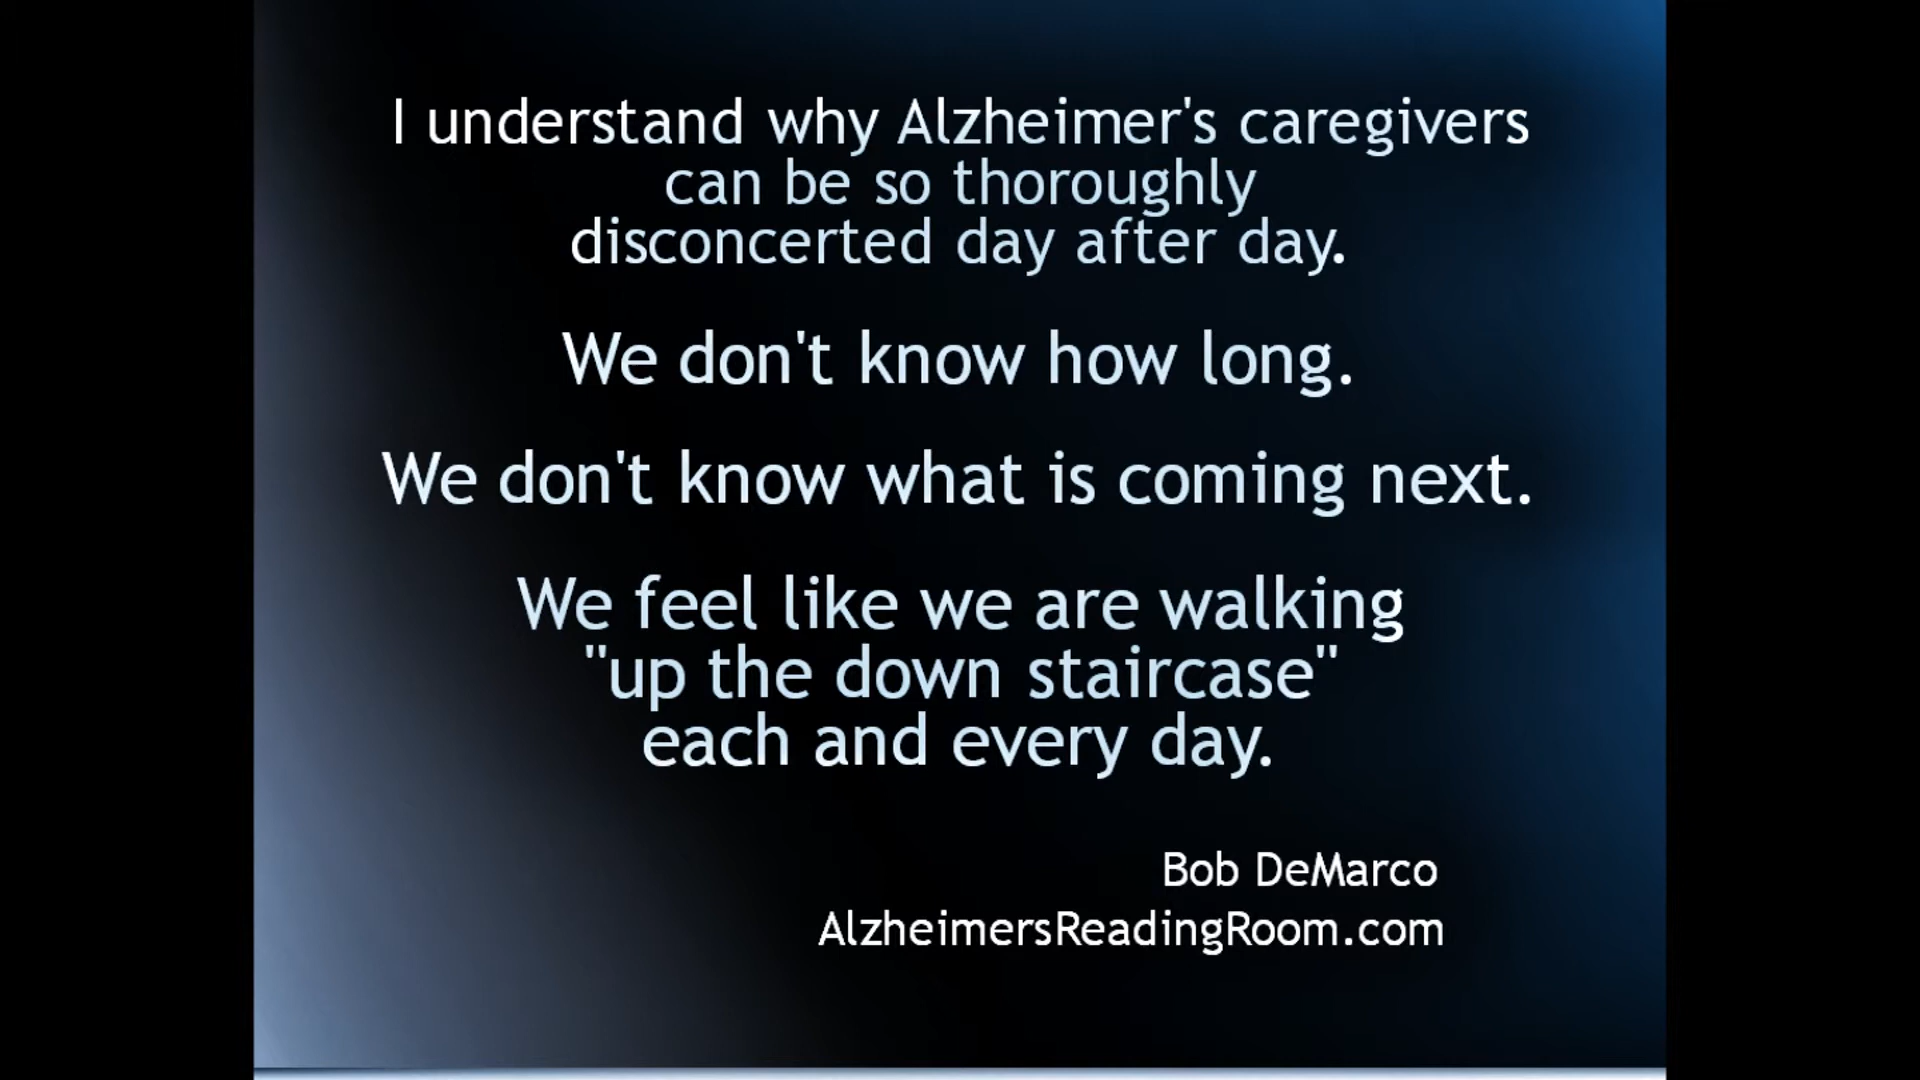 I understand why Alzheimer's caregivers
can be so thoroughly
disconcerted day after day.
We don't know how long.
We don't know what is coming next.
We feel like we are walking
"up the down staircase"
each and every day.
Bob DeMarco
AlzheimersReadingRoom.com